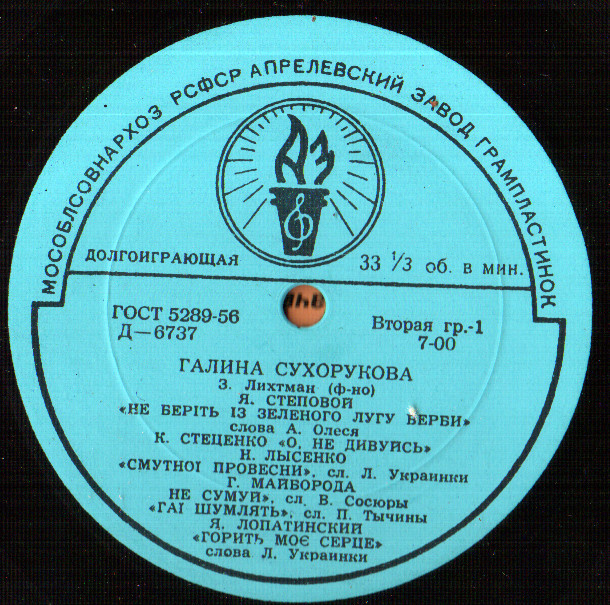 МОСОБЛСОВНАРХОЗ РСФСР АПРЕЛЕВСКИЙ ЗАВОД ГРАМПЛАСТИНОК
АЗ
ДОЛГОИГРАЮЩАЯ
33 1/3 об. в мин.
ГОСТ 5289-56
Д—6737
Вторая гр.-1
7-00
ГАЛИНА СУХОРУКОВА
З. Лихтман (ф-но)
Я. СТЕПОВОЙ
«НЕ БЕРІТЬ ІЗ ЗЕЛЕНОГО ЛУГУ ВЕРБИ»
слова А. Олеся
К. СТЕЦЕНКО «О, НЕ ДИВУЙСЬ»
Н. ЛЫСЕНКО
«СМУТНОІ ПРОВЕСНИ», сл. Л. Украинки
Г. МАЙБОРОДА
НЕ СУМУЙ», сл. В. Сосюры
«ГАІ ШУМЛЯТЬ», сл. П. Тычины
Я. ЛОПАТИНСКИЙ
«ГОРИТЬ МОЄ СЕРЦЕ»
слова Л. Украинки